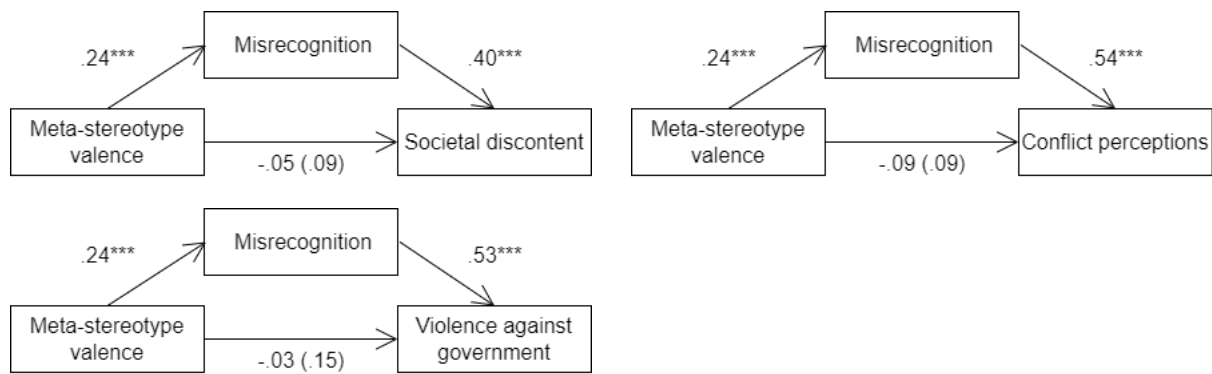 Misrecognition
.24***
.40***
Meta-stereotype
valence
Societal discontent
-.05 (.09)
Misrecognition
.24***
.54***
Meta-stereotype
valence
Conflict perceptions
-.09 (.09)
Misrecognition
.24***
.53***
Meta-stereotype
valence
Violence against
government
-.03 (.15)